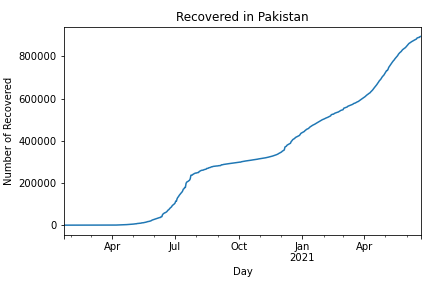 Recovered in Pakistan
Number of Recovered
800000
600000
400000
200000
0
Apr
Jul
Oct
Jan
2021
Apr
Day